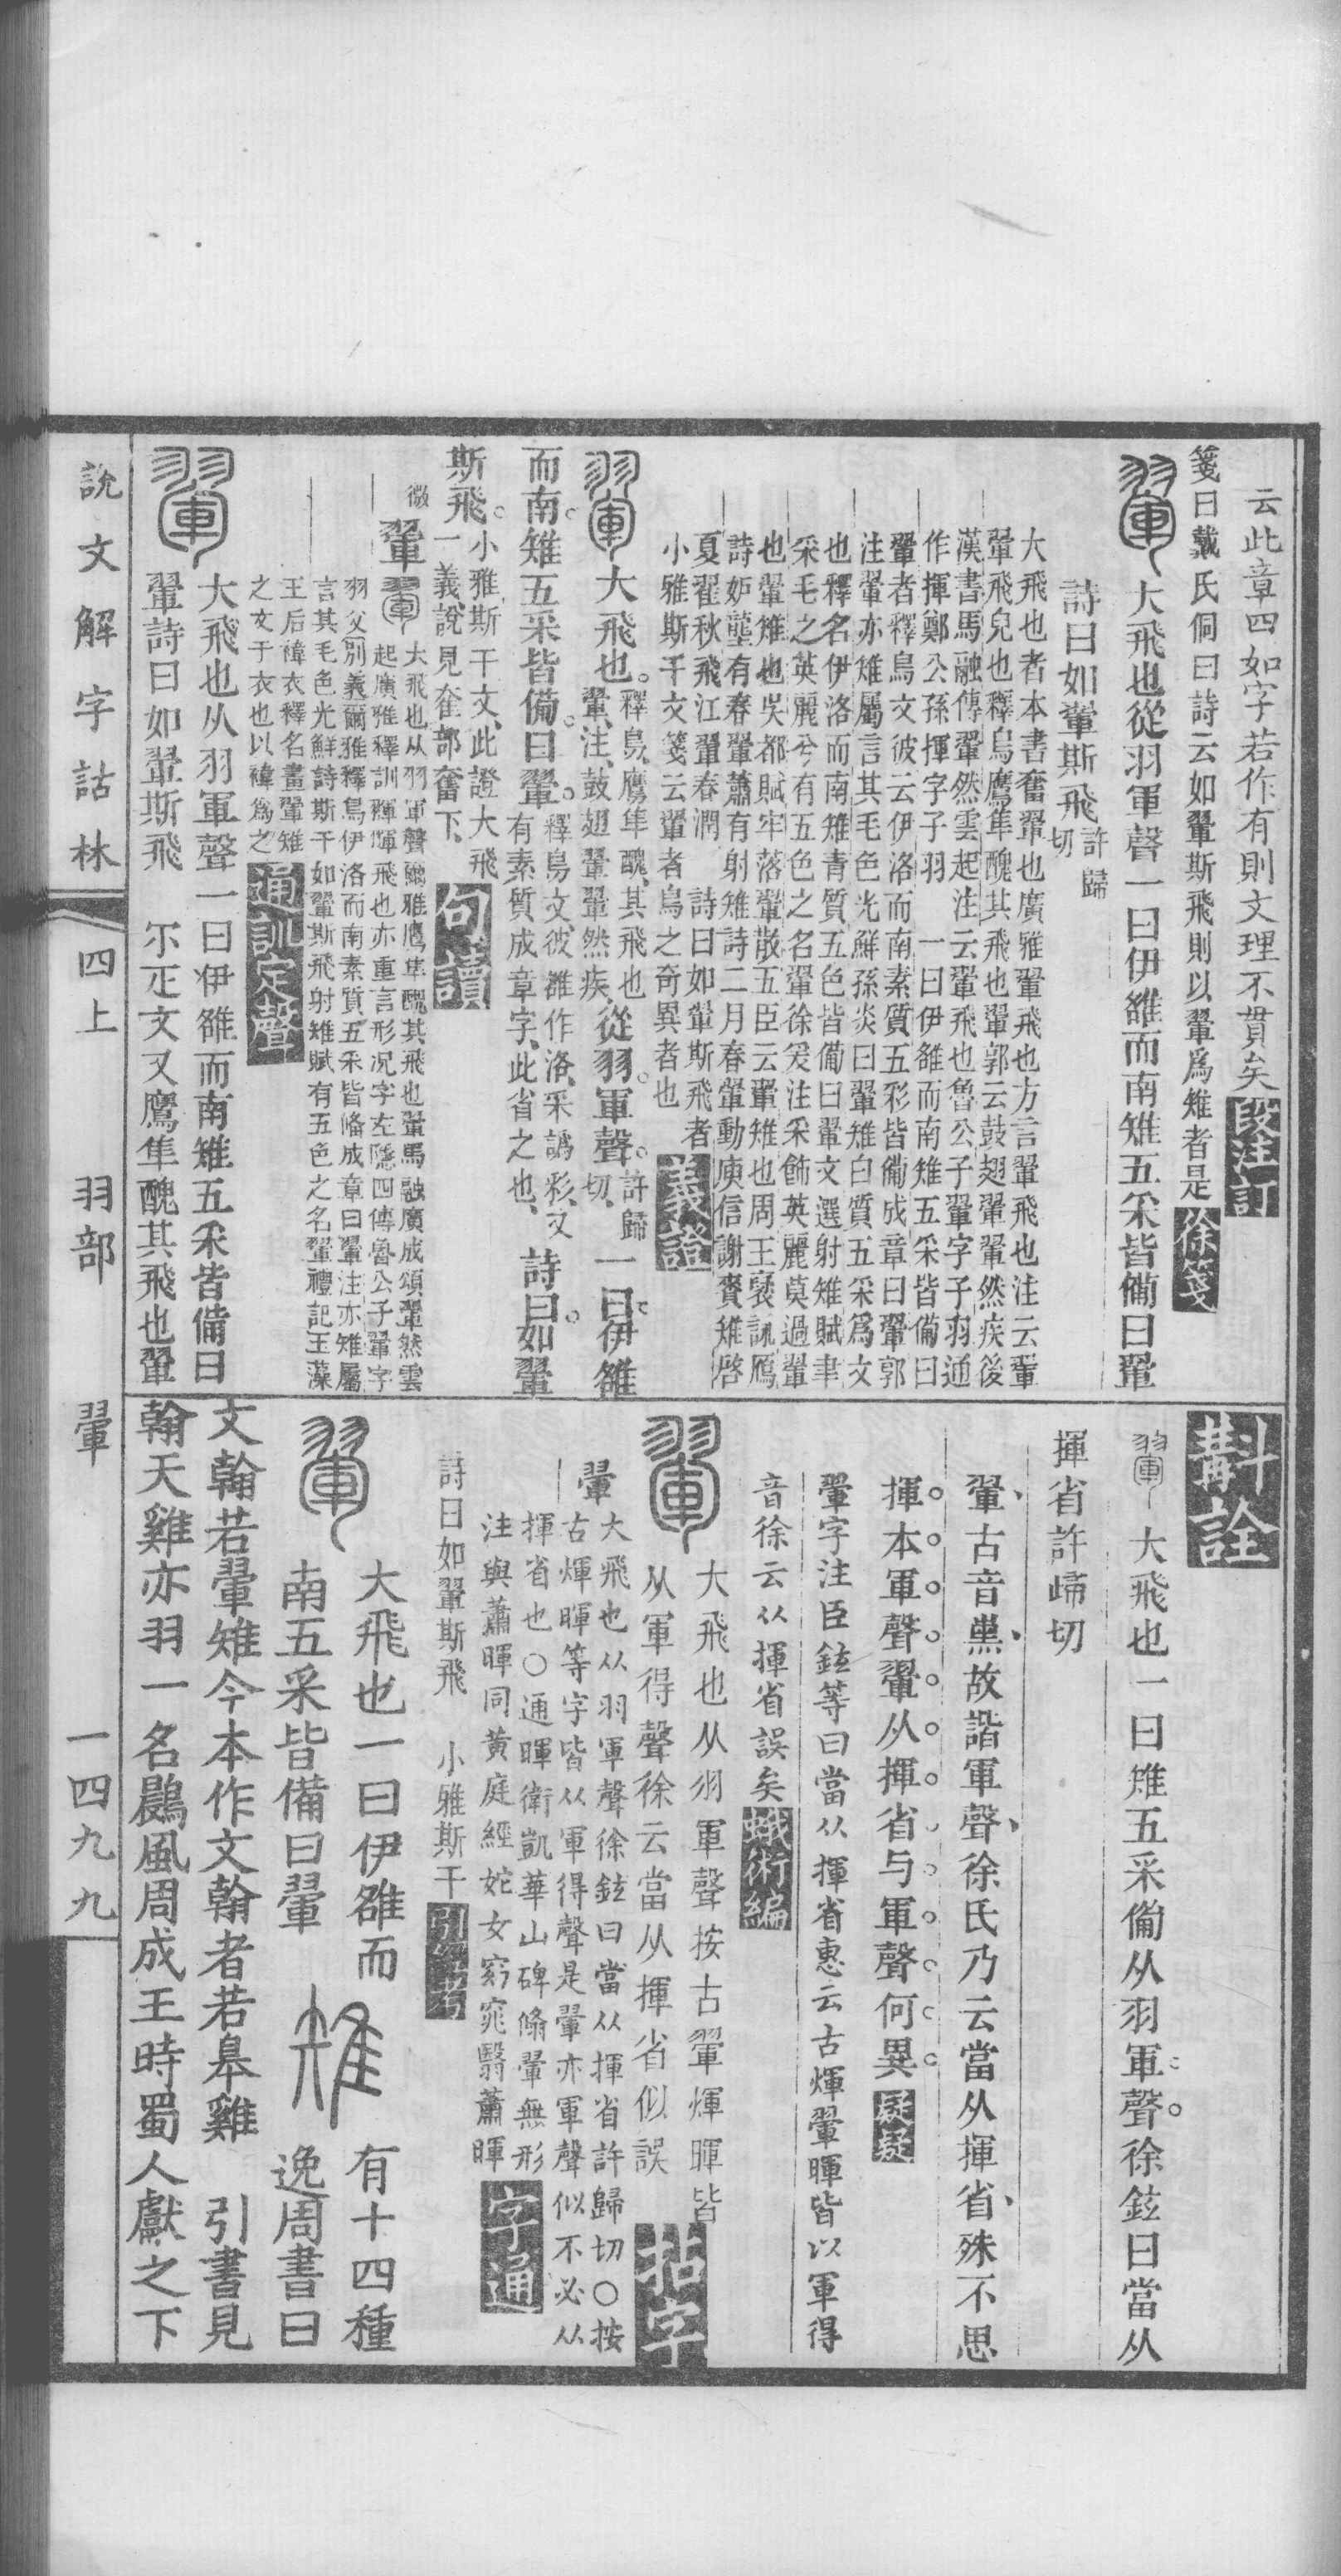 云此章四如字若作有則文理不貫矣段注訂
箋曰戴氏侗曰詩云如翬斯飛則以翬爲雉者是徐箋
翬大飛也從羽軍聲一曰伊雒而南雉五采皆備曰翬
詩曰如翬斯飛許歸切
大飛也者本書奮翬也廣雅翬飛也方言翬飛也注云翬
翬飛皃也釋鳥鷹隼醜其飛也翬郭云鼓翅翬翬然疾後
漢書馬融傳翬然雲起注云翬飛也魯公子翬字子羽通
作揮鄭公孫揮字子羽 一曰伊雒而南雉五采皆備曰
翬者釋鳥文彼云伊洛而南素質五彩皆備成章曰翬郭
注翬亦雉屬言其毛色光鮮孫炎曰翬雉白質五采爲文
也釋名伊洛而南雉青質五色皆備曰翬文選射雉賦聿
采毛之英麗兮有五色之名翬徐爰注采飾英麗莫過翬
也翬雉也吳都賦牢落翬散五臣云翬雉也周王褒詠鴈
詩妒壟有春翬蕭有射雉詩二月春翬動庾信謝賚雉啓
夏翟秋飛江翬春澗 詩曰如翬斯飛者
小雅斯干文箋云翬者鳥之奇異者也義證
翬大飛也。釋鳥、鷹隼醜、其飛也翬、注、鼓翅翬翬然疾、從羽。軍聲。許歸切、一曰伊雒
而南。雉五采皆備。曰翬。釋鳥文、彼雒作洛、采譌彩、又有素質成章字、此省之也、詩曰。如翬
斯飛。小雅斯干文、此證大飛一義、說見奞部奮下、句讀
微翬翬大飛也从羽軍聲爾雅鷹隼醜其飛也翬馬融廣成頌翬然雲
起廣雅釋訓翬翬飛也亦重言形况字左隱四傳魯公子翬字
羽父別義爾雅釋鳥伊洛而南素質五采皆備成章曰翬注亦雉屬
言其毛色光鮮詩斯干如翬斯飛射雉賦有五色之名翬禮記玉藻
王后褘衣釋名畫翬雉
之文于衣也以褘爲之通訓定聲
翬大飛也从羽軍聲一曰伊雒而南雉五采皆備曰
翬詩曰如翬斯飛 尒疋文又鷹隼醜其飛也翬
斠詮
翬大飛也一曰雉五采備从羽軍聲。徐鉉曰當从
揮省許歸切
翬、古音熏、故諧軍聲、徐氏乃云當从揮省、殊不思
揮。本軍聲翬从揮省与軍聲何異疑疑
翬字注臣鉉等曰當从揮省惠云古煇翬暉皆以軍得
音徐云从揮省誤矣蛾術編
翬大飛也从羽軍聲按古翬煇暉皆
从軍得聲徐云當从揮省似誤拈字
翬大飛也从羽軍聲徐鉉曰當从揮省許歸切○按
古煇暉等字皆从軍得聲是翬亦軍聲似不必从
揮省也○通暉衛凱華山碑翛翬無形
注與蕭暉同黃庭經姹女窈窕翳蕭暉字通
詩曰如翬斯飛 小雅斯干引經考
翬大飛也一曰伊雒而
南五采皆備曰翬 雉有十四種 逸周書曰
文翰若翬雉今本作文翰者若皋雞 引書見
翰天雞亦羽一名鷐風周成王時蜀人獻之下
說文解字詁林 四上 羽部 翬 一四九九